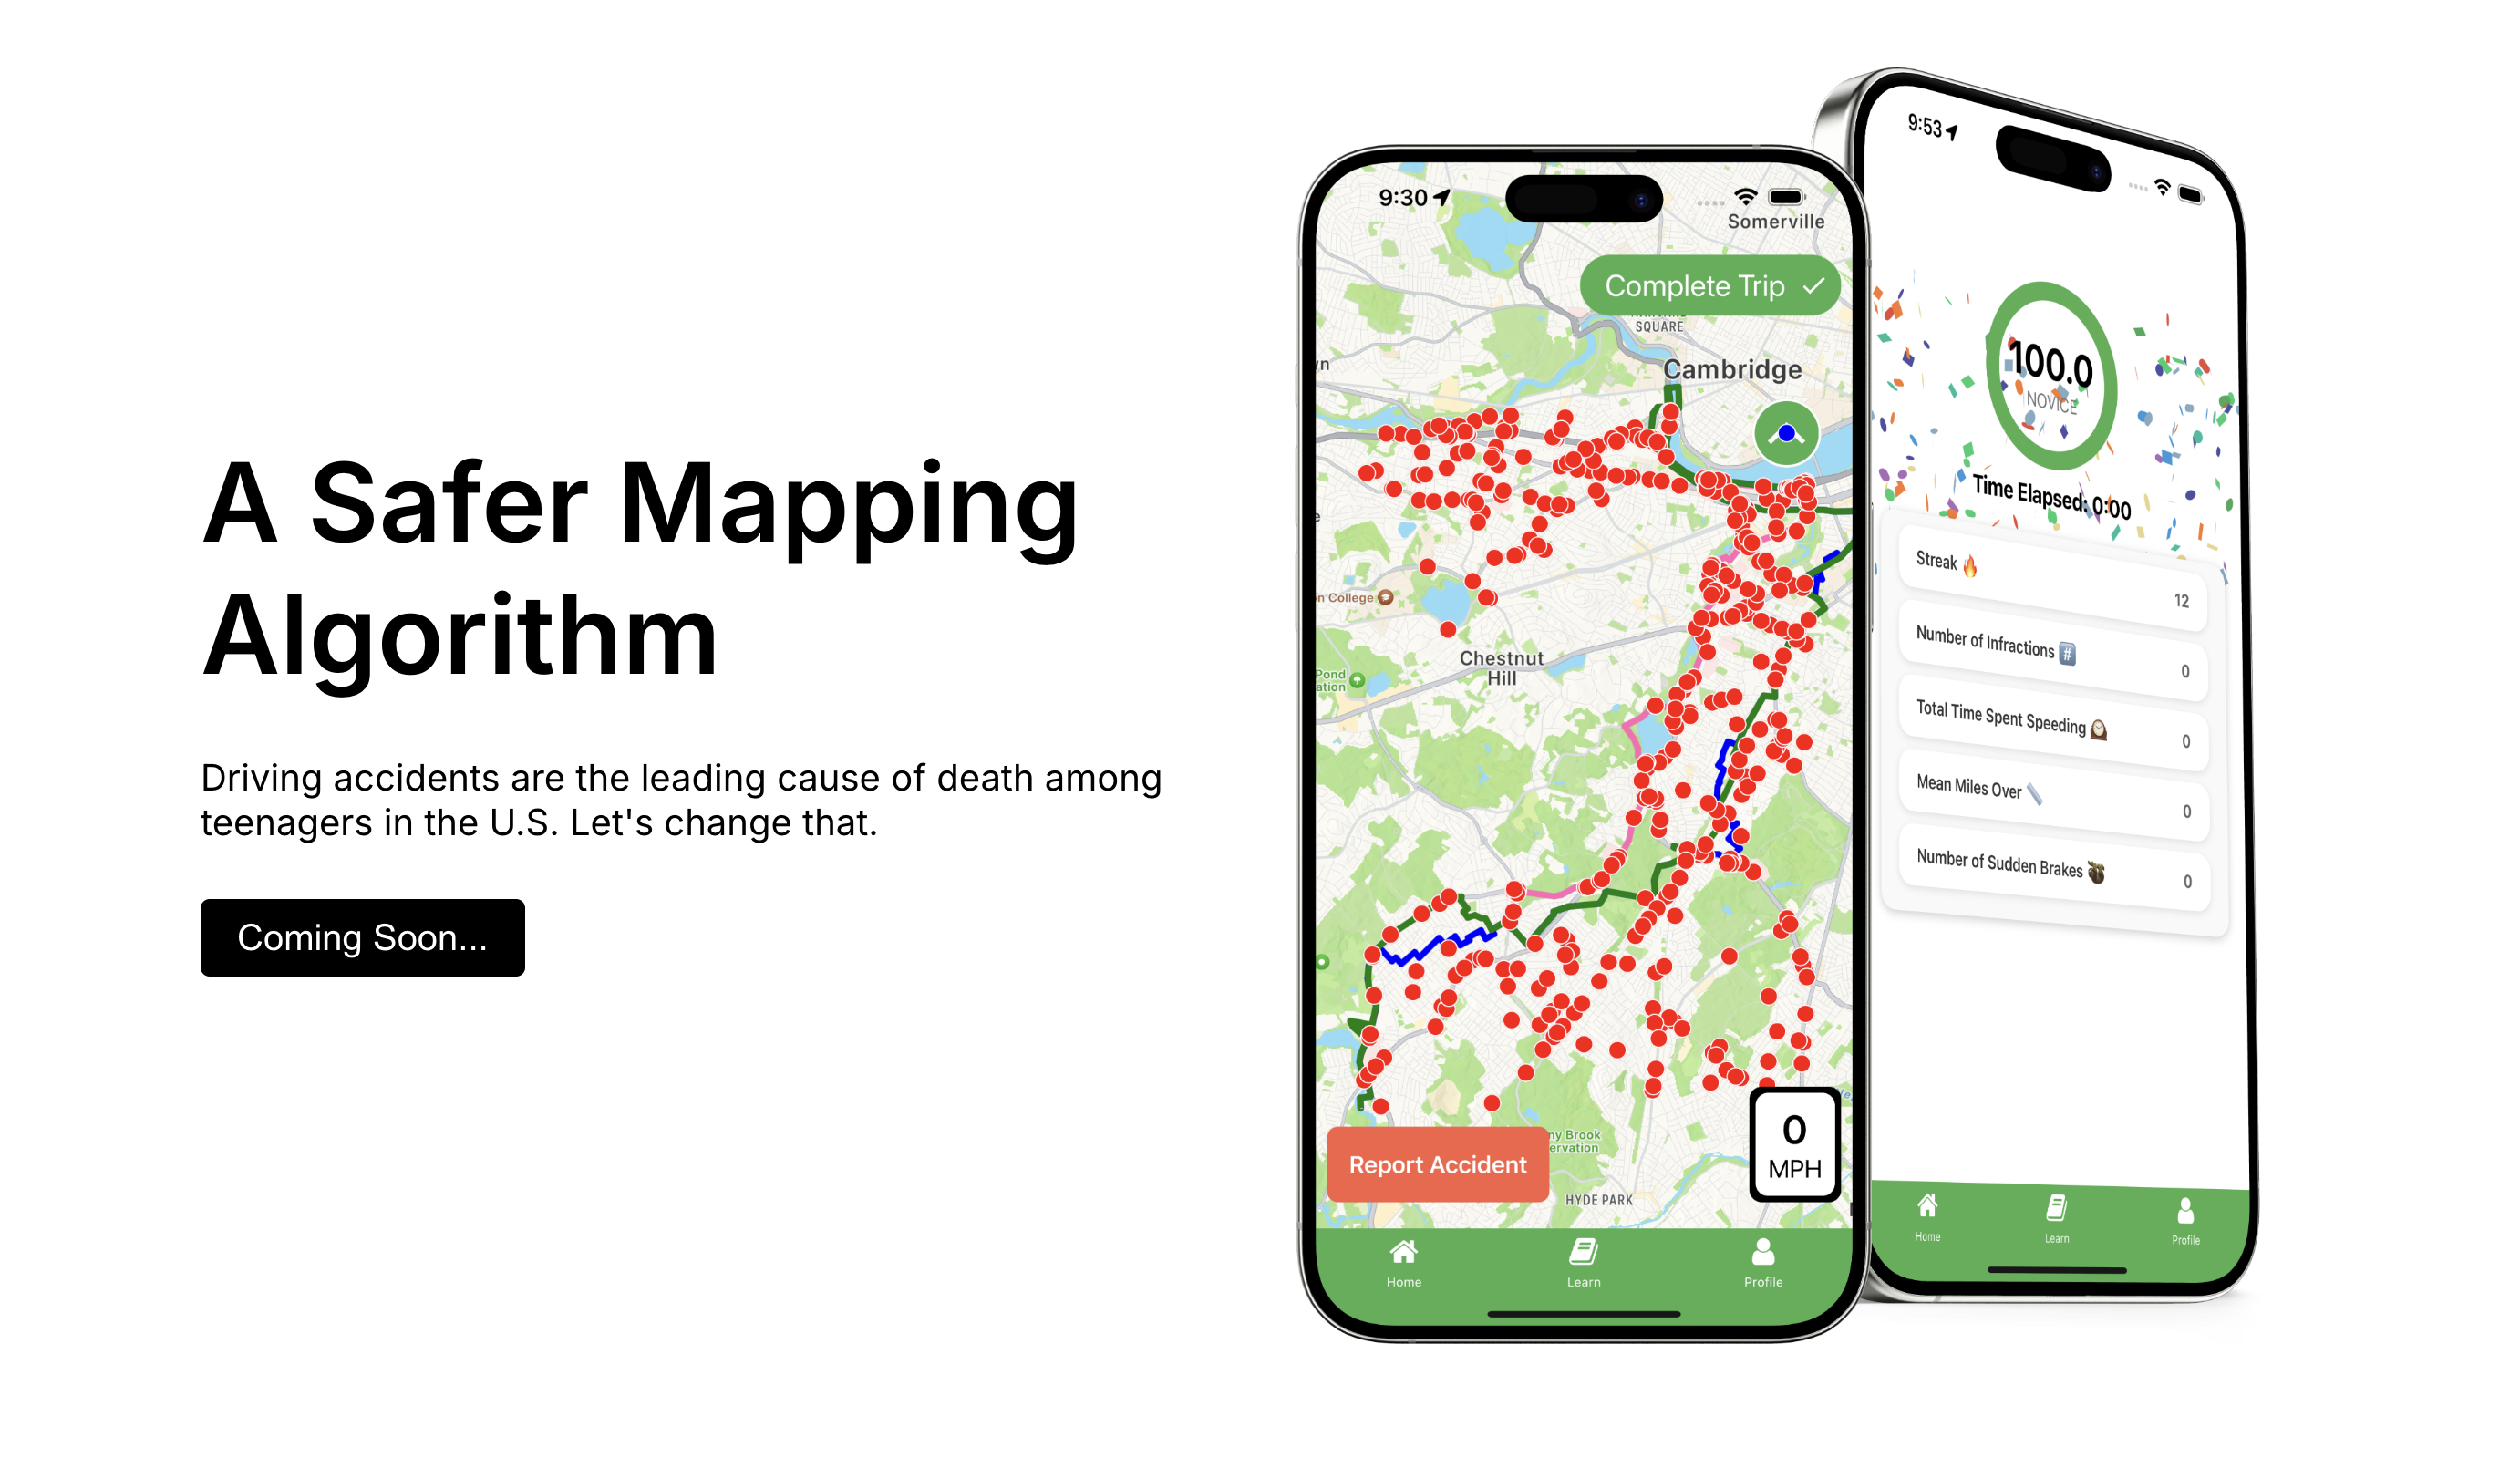 A Safer Mapping
Algorithm
Driving accidents are the leading cause of death among
teenagers in the U.S. Let's change that.
Coming Soon...
9:30
Somerville
Complete Trip
SQUARE
Cambridge
Chestnut
Hill
College
Pond
Report Accident
Brook
HYDE PARK
0
MPH
Home
Learn
Profile
9:53
100.0
NOVICE
Time Elapsed: 0:00
Streak 🔥
12
Number of Infractions #️⃣
0
Total Time Spent Speeding 🕰️
0
Mean Miles Over 📏
0
Number of Sudden Brakes 🦥
0
Home
Learn
Profile